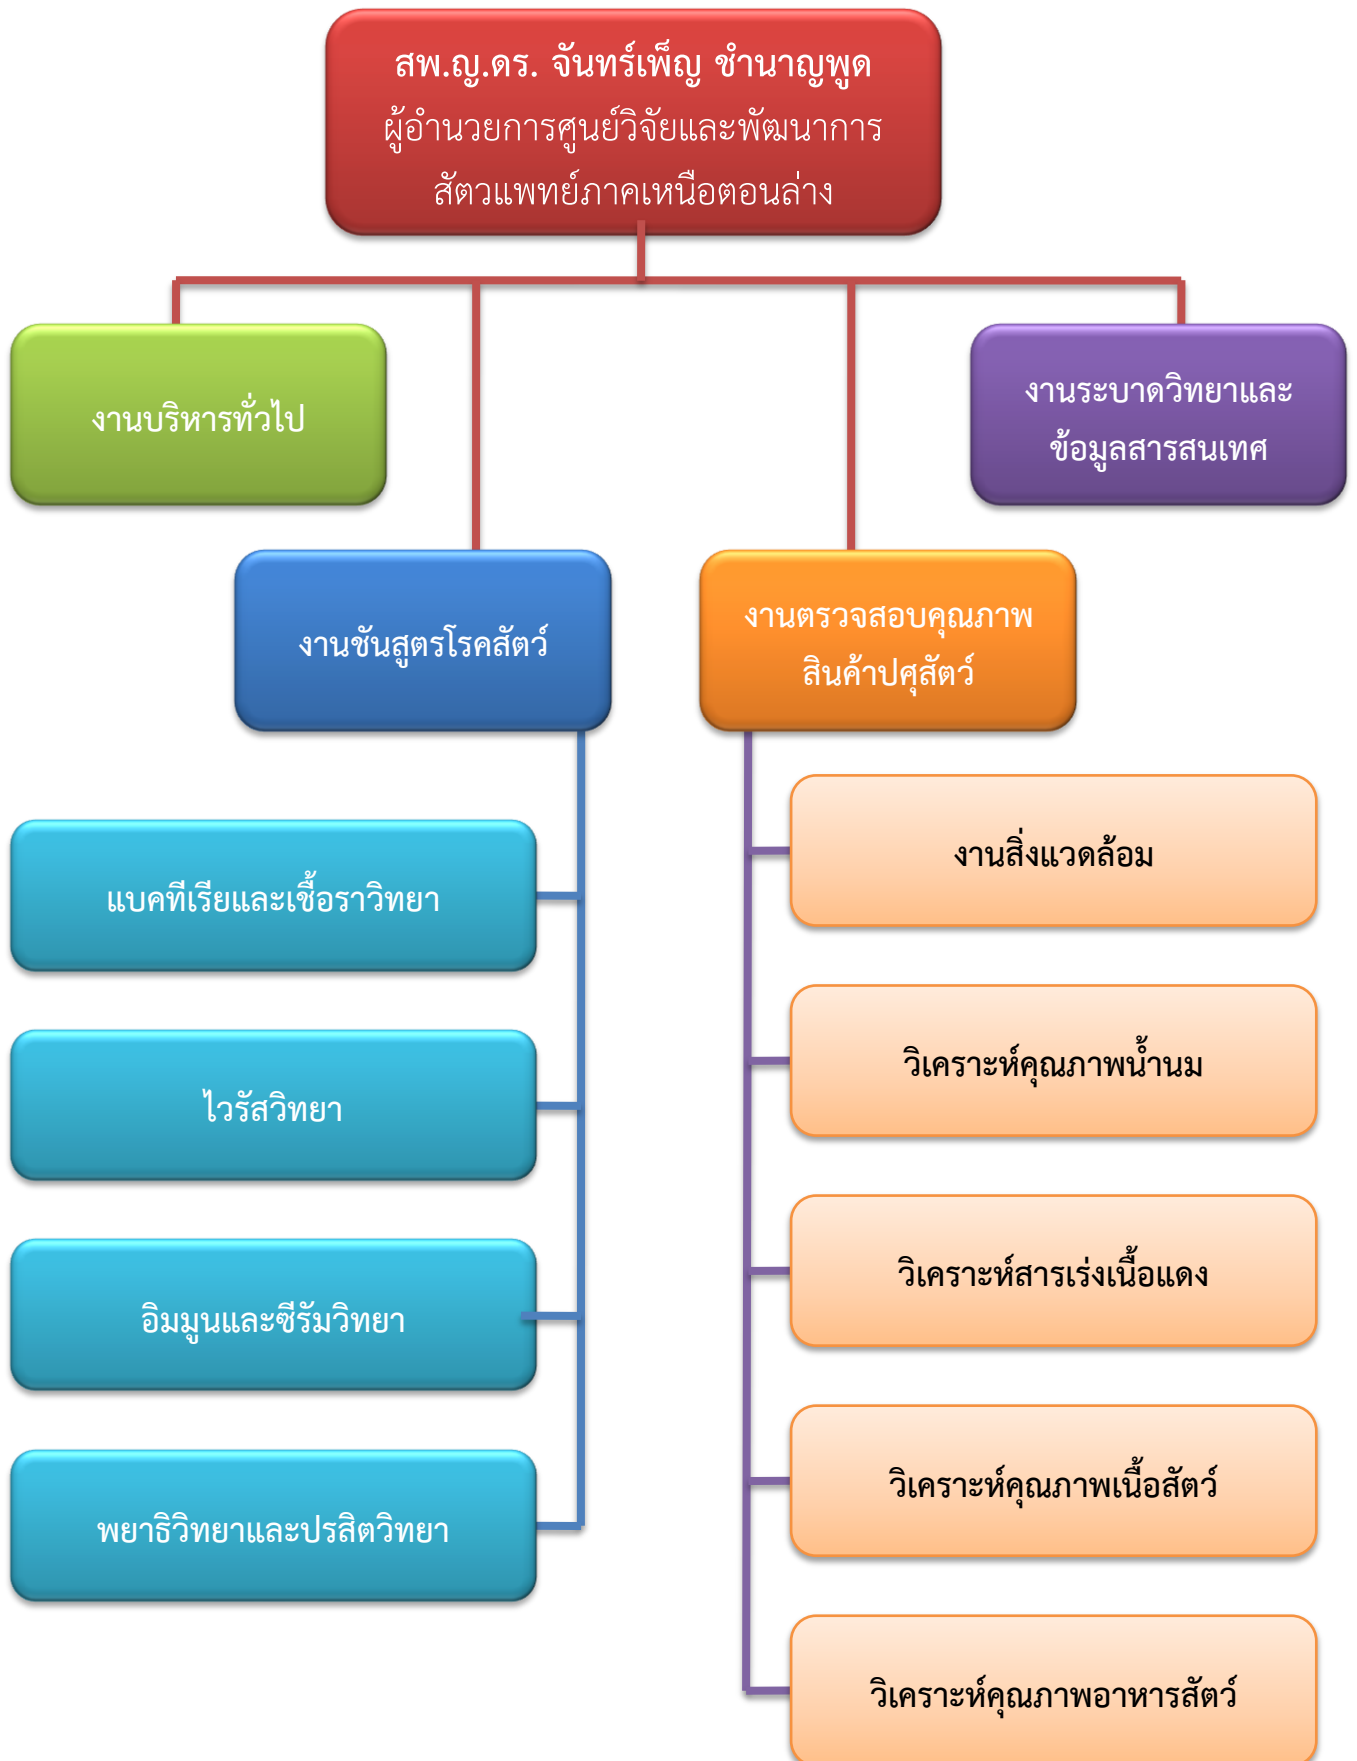 สพ.ญ.ดร. จันทร์เพ็ญ ชำนาญพูด
ผู้อำนวยการศูนย์วิจัยและพัฒนาการ
สัตวแพทย์ภาคเหนือตอนล่าง
งานบริหารทั่วไป
งานระบาดวิทยาและ
ข้อมูลสารสนเทศ
งานชันสูตรโรคสัตว์
งานตรวจสอบคุณภาพ
สินค้าปศุสัตว์
แบคทีเรียและเชื้อราวิทยา
ไวรัสวิทยา
อิมมูนและซีรัมวิทยา
พยาธิวิทยาและปรสิตวิทยา
งานสิ่งแวดล้อม
วิเคราะห์คุณภาพน้ำนม
วิเคราะห์สารเร่งเนื้อแดง
วิเคราะห์คุณภาพเนื้อสัตว์
วิเคราะห์คุณภาพอาหารสัตว์